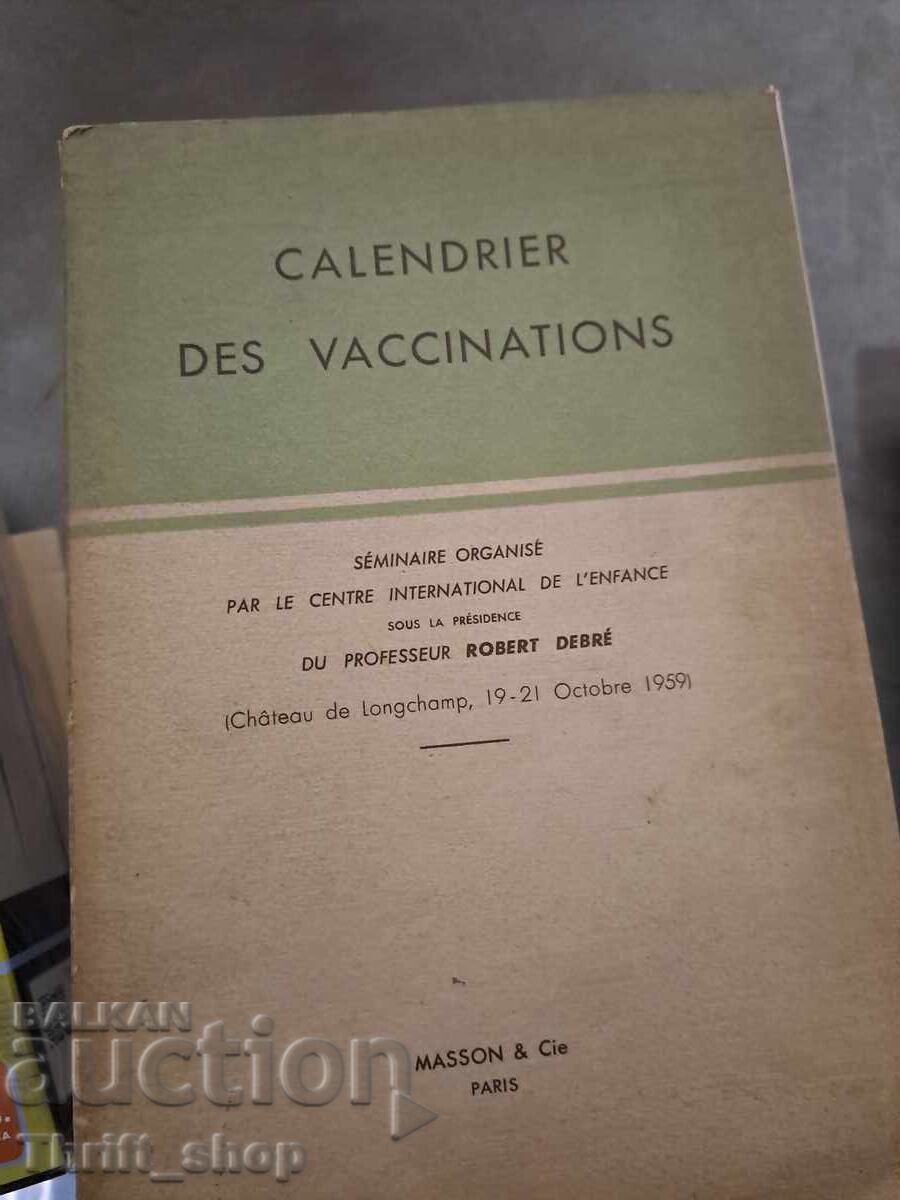 CALENDRIER
DES VACCINATIONS
SÉMINAIRE ORGANISÉ
PAR LE CENTRE INTERNATIONAL DE L'ENFANCE
SOUS LA PRÉSIDENCE
DU PROFESSEUR ROBERT DEBRÉ
(Château de Longchamp, 19-21 Octobre 1959)
MASSON & Cie
PARIS
BALKAN
auction
Thrift_shop